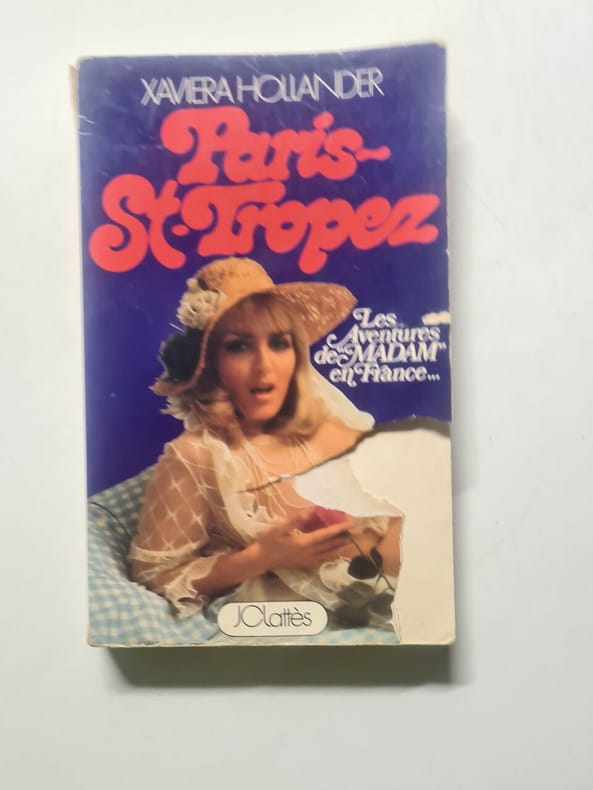 XAVIERA HOLLANDER
Paris-
St-Tropez
Les
Aventures
de "MADAM"
en France...
JCLattès